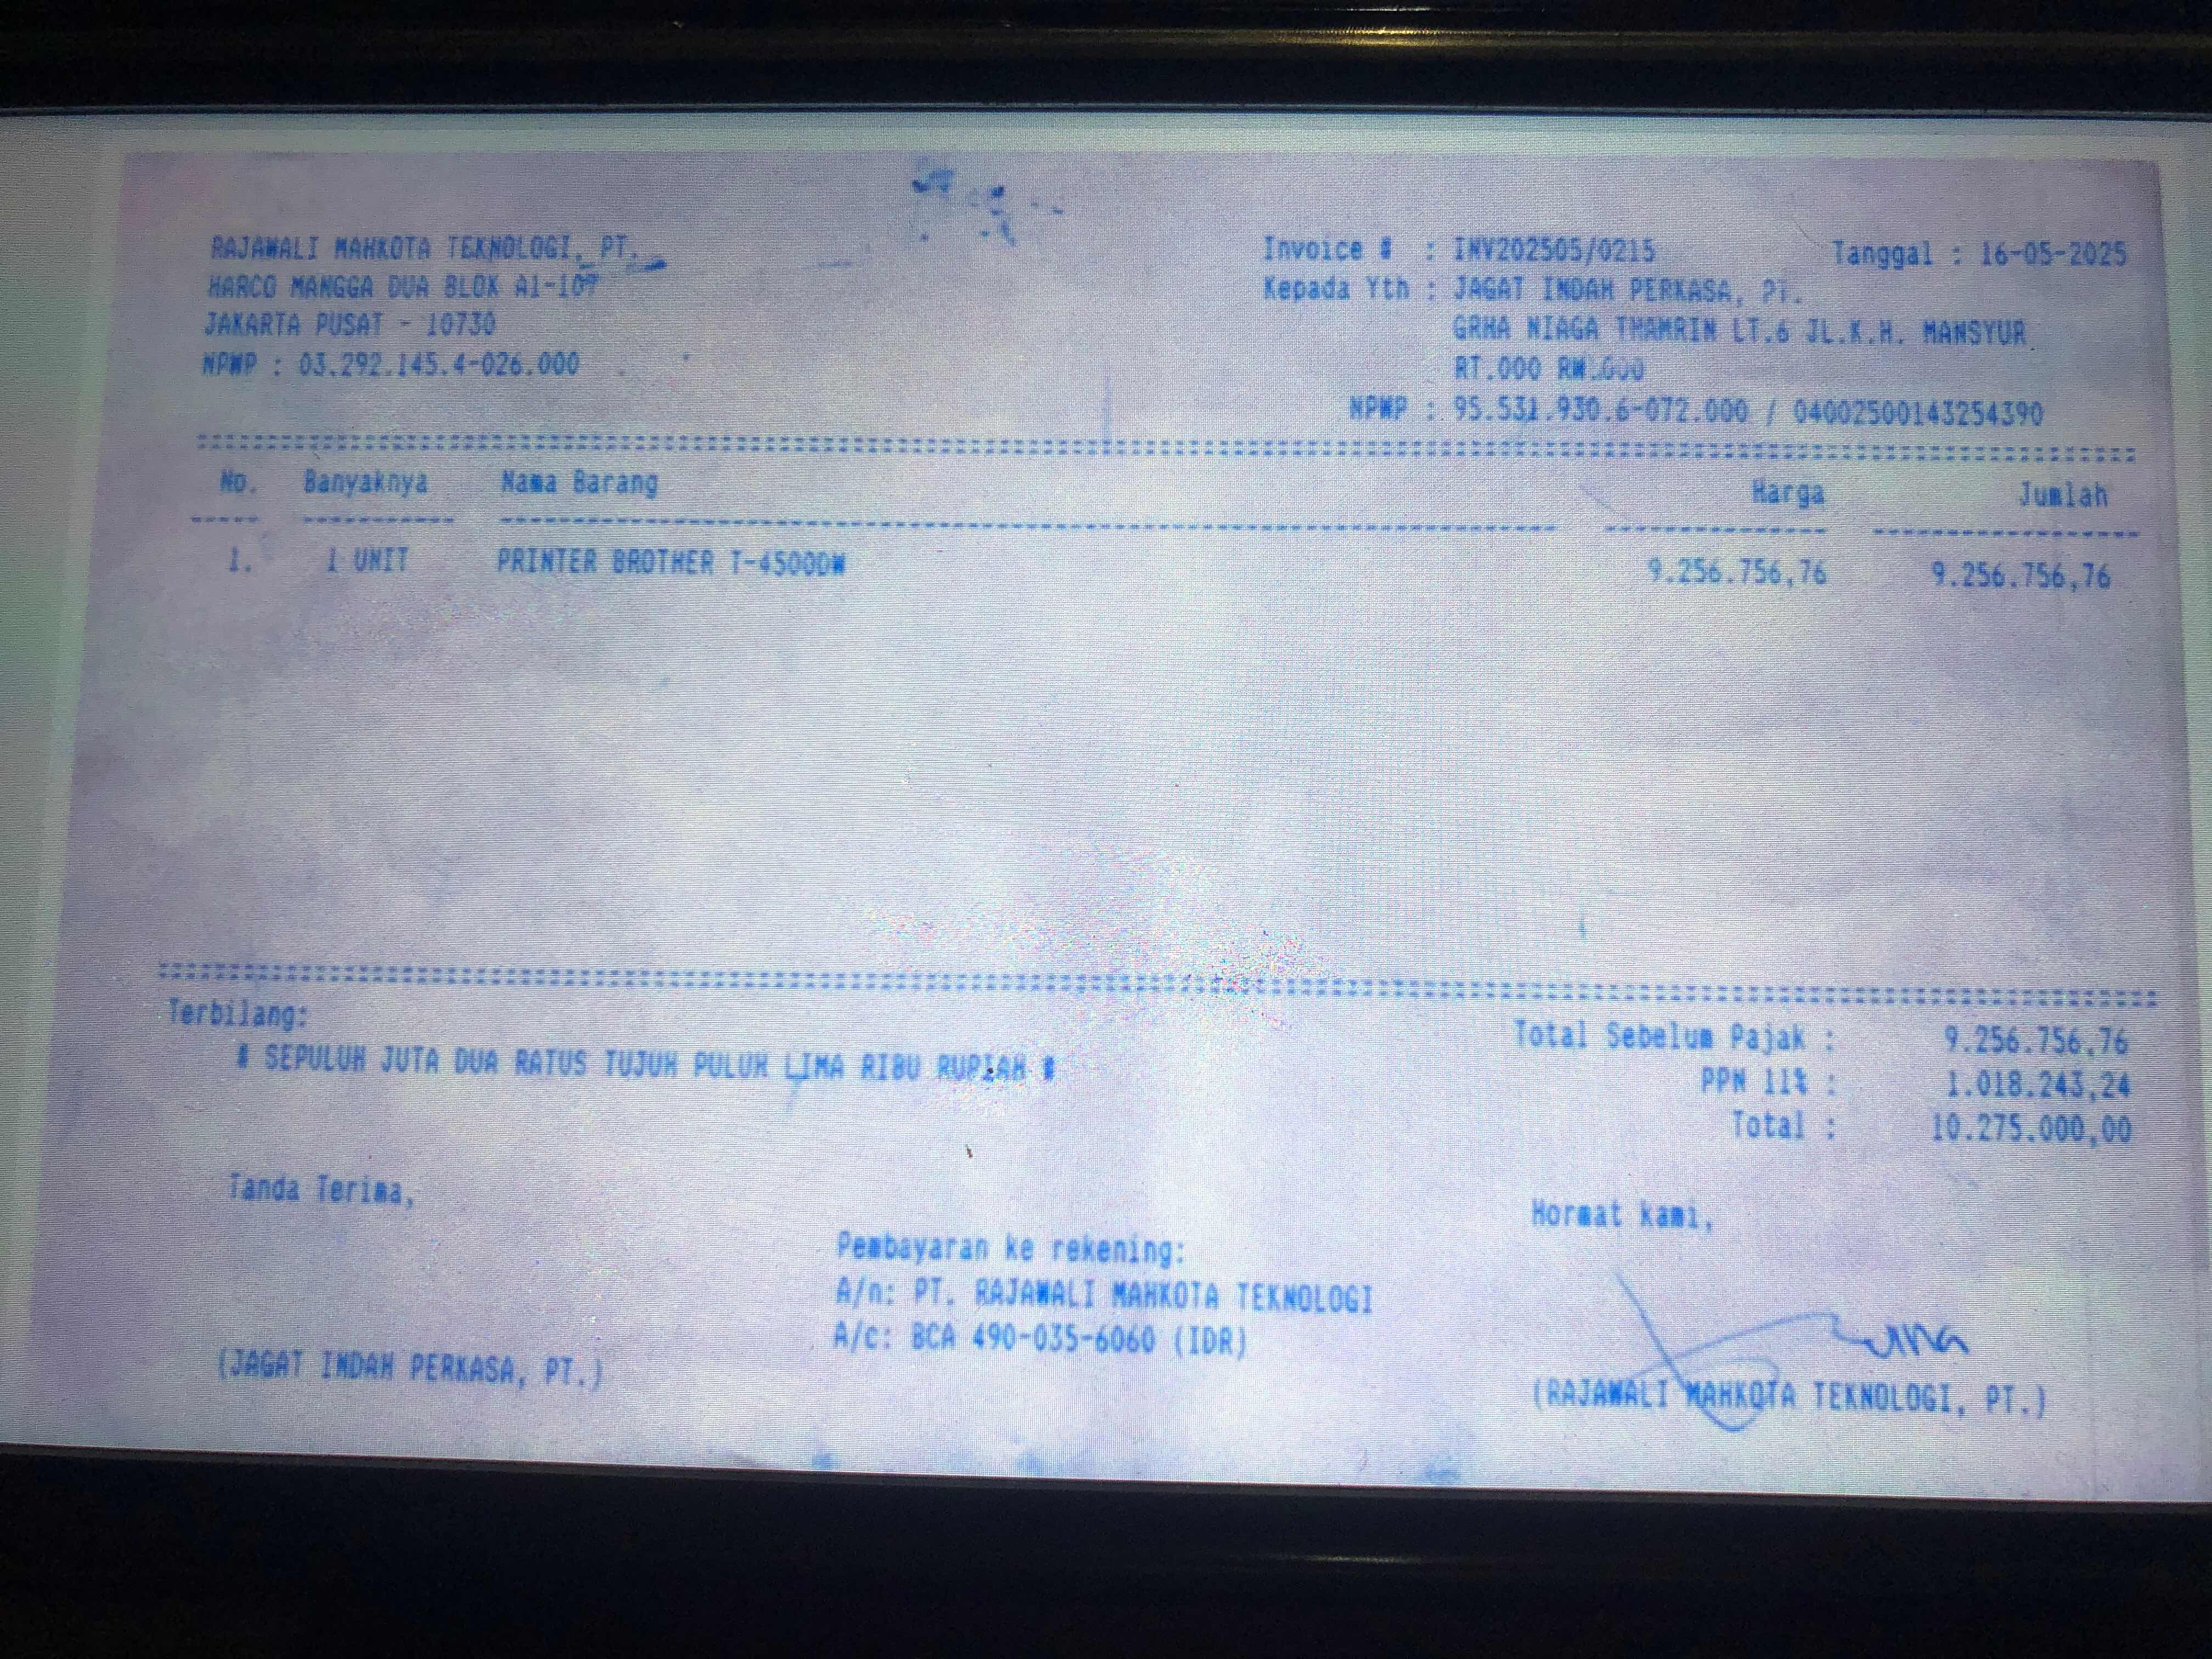 RAJAWALI MAHKOTA TEKNOLOGI, PT.
HARCO MANGGA DUA BLOK A1-109
JAKARTA PUSAT - 10730
NPWP : 03.292.145.4-026.000
Invoice # : INV202505/0215 Tanggal : 16-05-2025
Kepada Yth : JAGAT INDAH PERKASA, PT.
GRHA NIAGA THAMRIN LT.6 JL.K.H. MANSYUR
RT.000 RW.000
NPWP : 95.531.930.6-072.000 / 04002500143254390
No. Banyaknya Nama Barang Harga Jumlah
1. 1 UNIT PRINTER BROTHER T-4500DW 9.256.756,76 9.256.756,76
Terbilang:
# SEPULUH JUTA DUA RATUS TUJUH PULUH LIMA RIBU RUPIAH #
Total Sebelum Pajak : 9.256.756,76
PPN 11% : 1.018.243,24
Total : 10.275.000,00
Tanda Terima,
(JAGAT INDAH PERKASA, PT.)
Pembayaran ke rekening:
A/n: PT. RAJAWALI MAHKOTA TEKNOLOGI
A/c: BCA 490-035-6060 (IDR)
Hormat kami,
(RAJAWALI MAHKOTA TEKNOLOGI, PT.)